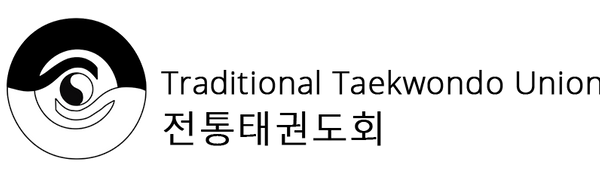 Traditional Taekwondo Union
전통태권도회